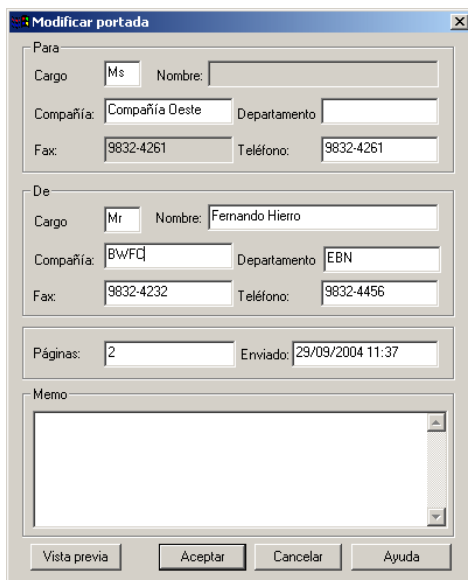 Modificar portada
Para
Cargo Ms Nombre:
Compañía: Compañía Oeste Departamento
Fax: 9832-4261 Teléfono: 9832-4261
De
Cargo Mr Nombre: Fernando Hierro
Compañía: BWFC Departamento EBN
Fax: 9832-4232 Teléfono: 9832-4456
Páginas: 2 Enviado: 29/09/2004 11:37
Memo
Vista previa Aceptar Cancelar Ayuda